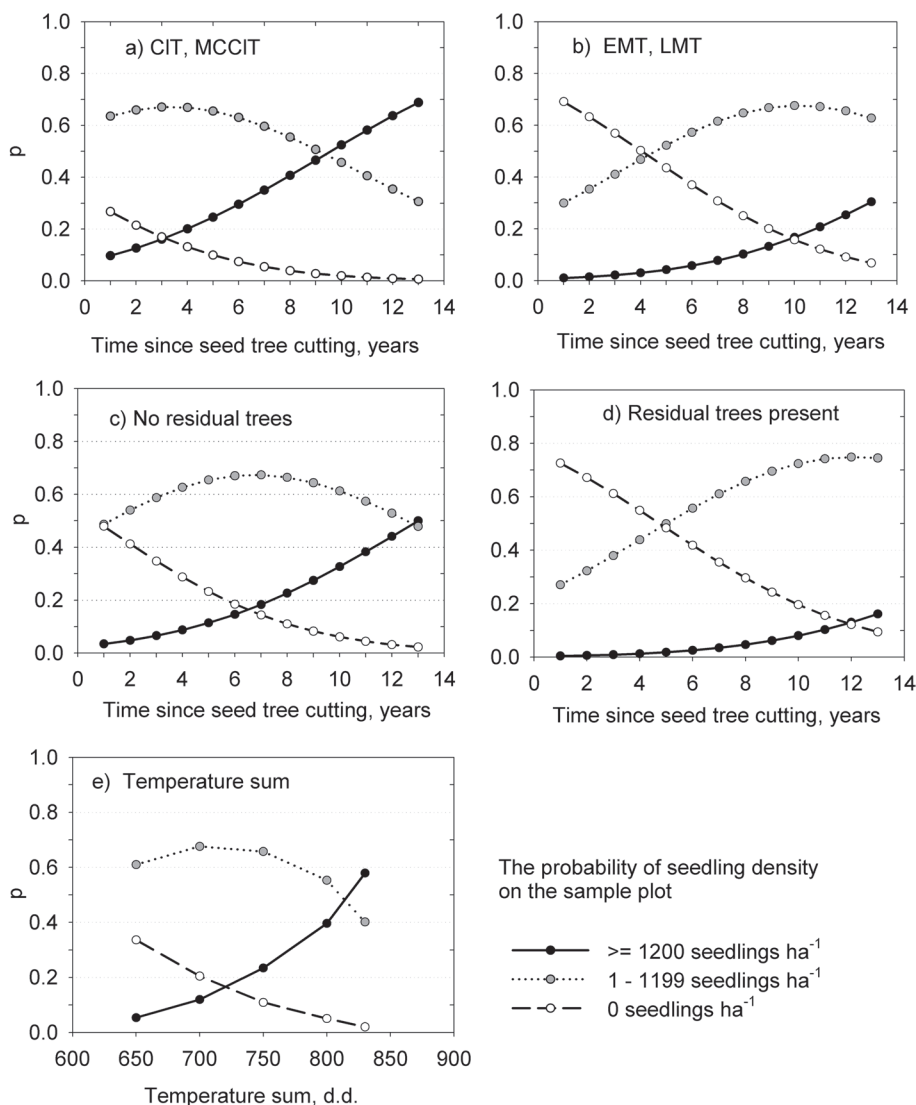 a) CIT, MCCIT
1.0
0.8
0.6
0.4
0.2
0.0
p
0 2 4 6 8 10 12 14
Time since seed tree cutting, years
b) EMT, LMT
1.0
0.8
0.6
0.4
0.2
0.0
0 2 4 6 8 10 12 14
Time since seed tree cutting, years
c) No residual trees
1.0
0.8
0.6
0.4
0.2
0.0
p
0 2 4 6 8 10 12 14
Time since seed tree cutting, years
d) Residual trees present
1.0
0.8
0.6
0.4
0.2
0.0
0 2 4 6 8 10 12 14
Time since seed tree cutting, years
e) Temperature sum
1.0
0.8
0.6
0.4
0.2
0.0
p
600 650 700 750 800 850 900
Temperature sum, d.d.
The probability of seedling density
on the sample plot
>= 1200 seedlings ha⁻¹
1 - 1199 seedlings ha⁻¹
0 seedlings ha⁻¹